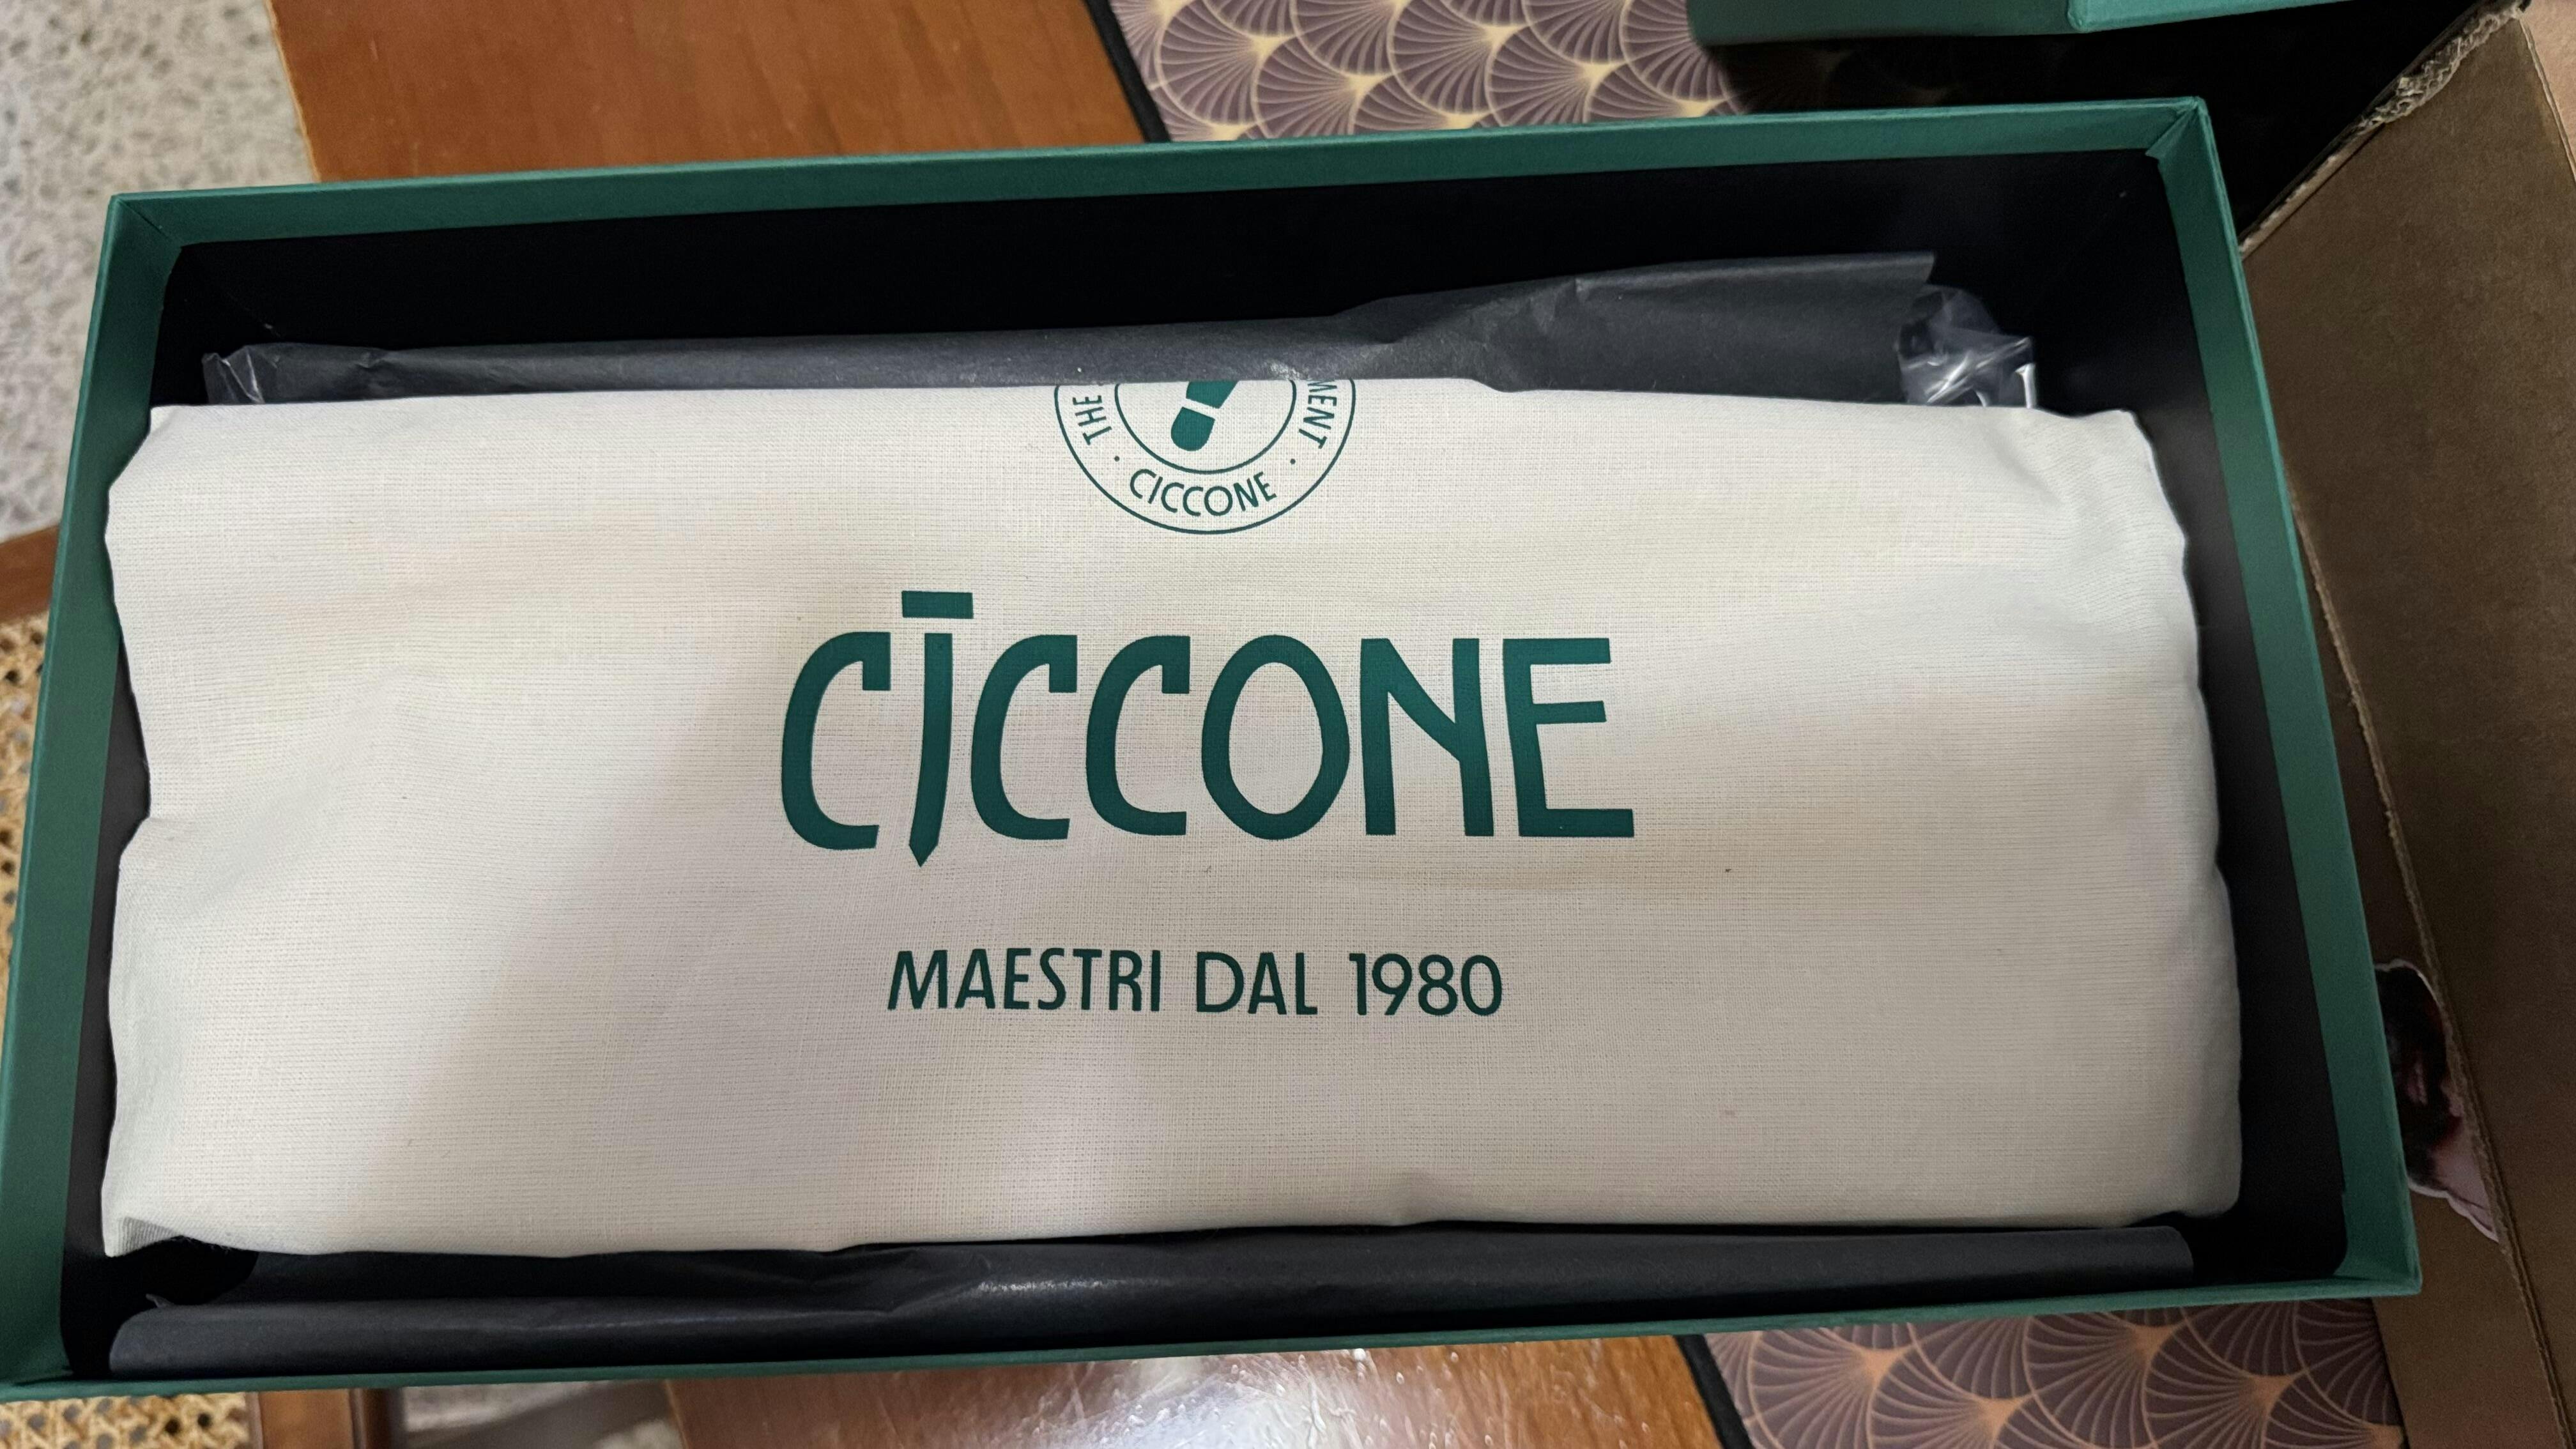 THE
MENT
· CICCONE ·
CICCONE
MAESTRI DAL 1980